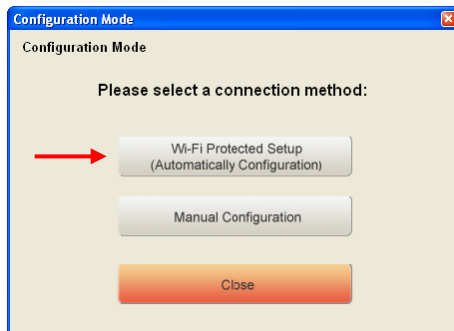 Configuration Mode
Configuration Mode
Please select a connection method:
Wi-Fi Protected Setup
(Automatically Configuration)
Manual Configuration
Close